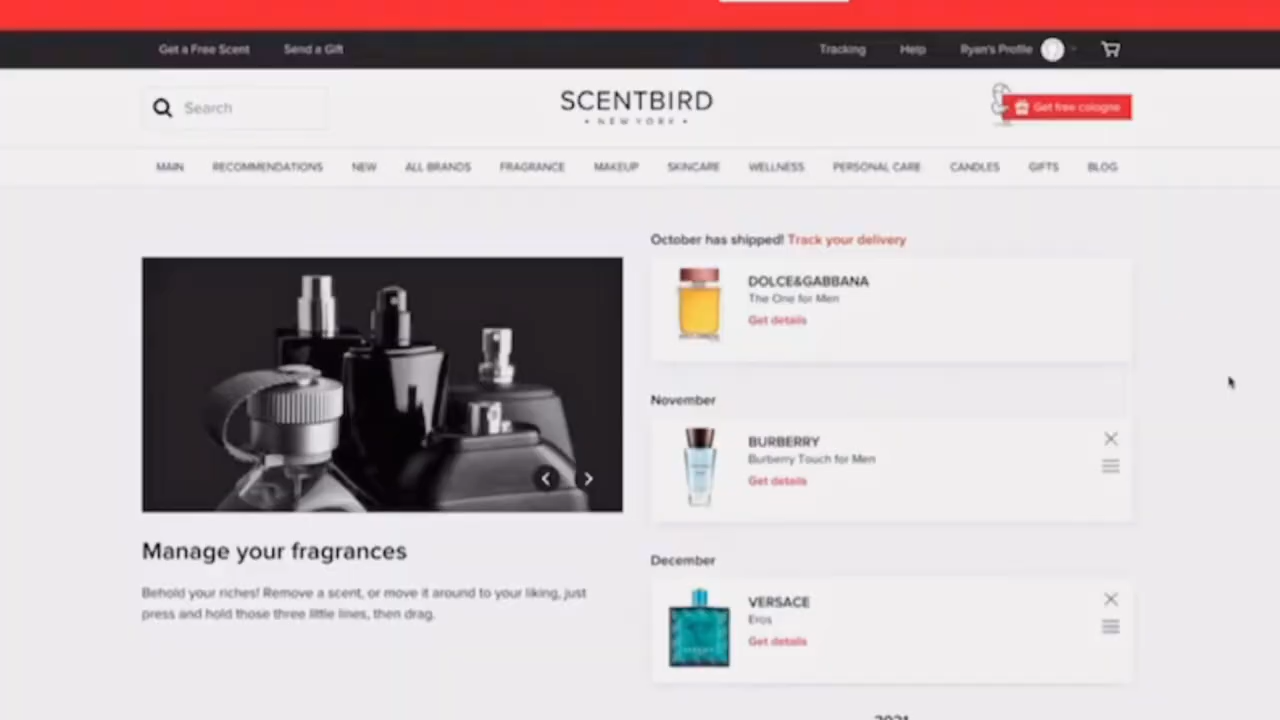 Get a Free Scent
Send a Gift
Tracking
Help
Ryan's Profile
Search
SCENTBIRD
• NEW YORK •
Get free cologne
MAIN
RECOMMENDATIONS
NEW
ALL BRANDS
FRAGRANCE
MAKEUP
SKINCARE
WELLNESS
PERSONAL CARE
CANDLES
GIFTS
BLOG
October has shipped! Track your delivery
DOLCE&GABBANA
The One for Men
Get details
November
BURBERRY
Burberry Touch for Men
Get details
Manage your fragrances
Behold your riches! Remove a scent, or move it around to your liking, just
press and hold those three little lines, then drag.
December
VERSACE
Eros
Get details